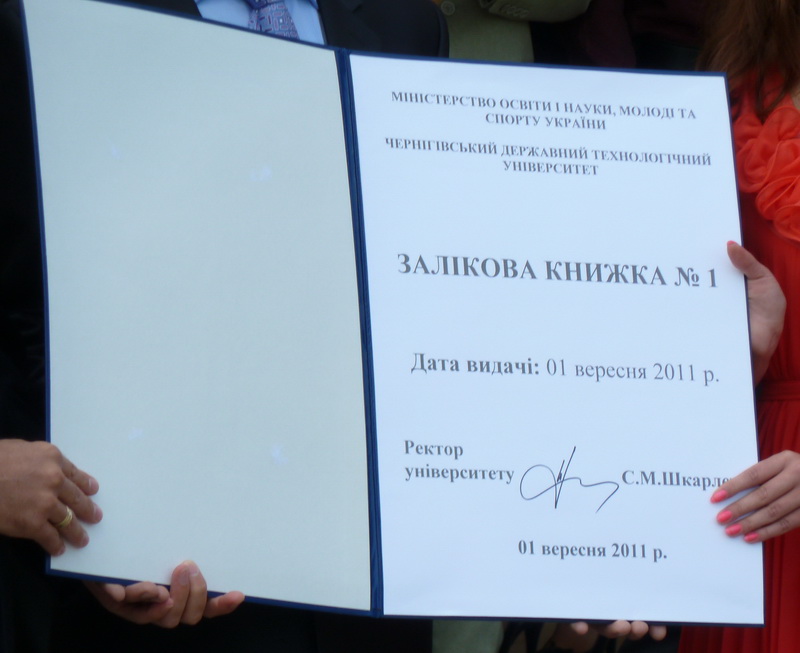 МІНІСТЕРСТВО ОСВІТИ І НАУКИ, МОЛОДІ ТА
СПОРТУ УКРАЇНИ
ЧЕРНІГІВСЬКИЙ ДЕРЖАВНИЙ ТЕХНОЛОГІЧНИЙ
УНІВЕРСИТЕТ
ЗАЛІКОВА КНИЖКА № 1
Дата видачі: 01 вересня 2011 р.
Ректор
університету С.М.Шкарле
01 вересня 2011 р.